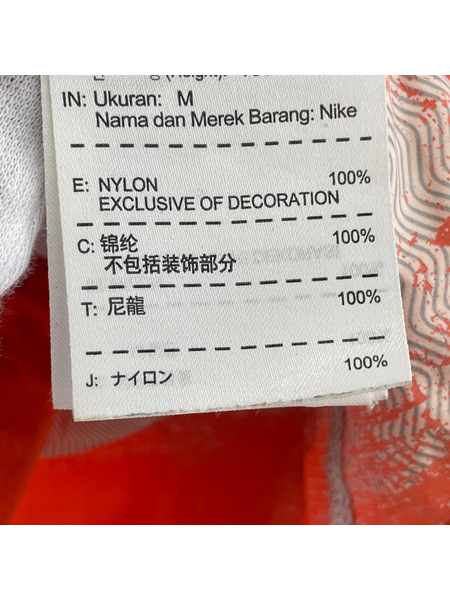 (Height):
IN: Ukuran: M
Nama dan Merek Barang: Nike
E: NYLON 100%
EXCLUSIVE OF DECORATION
C: 锦纶 100%
不包括装饰部分
T: 尼龍 100%
J: ナイロン 100%